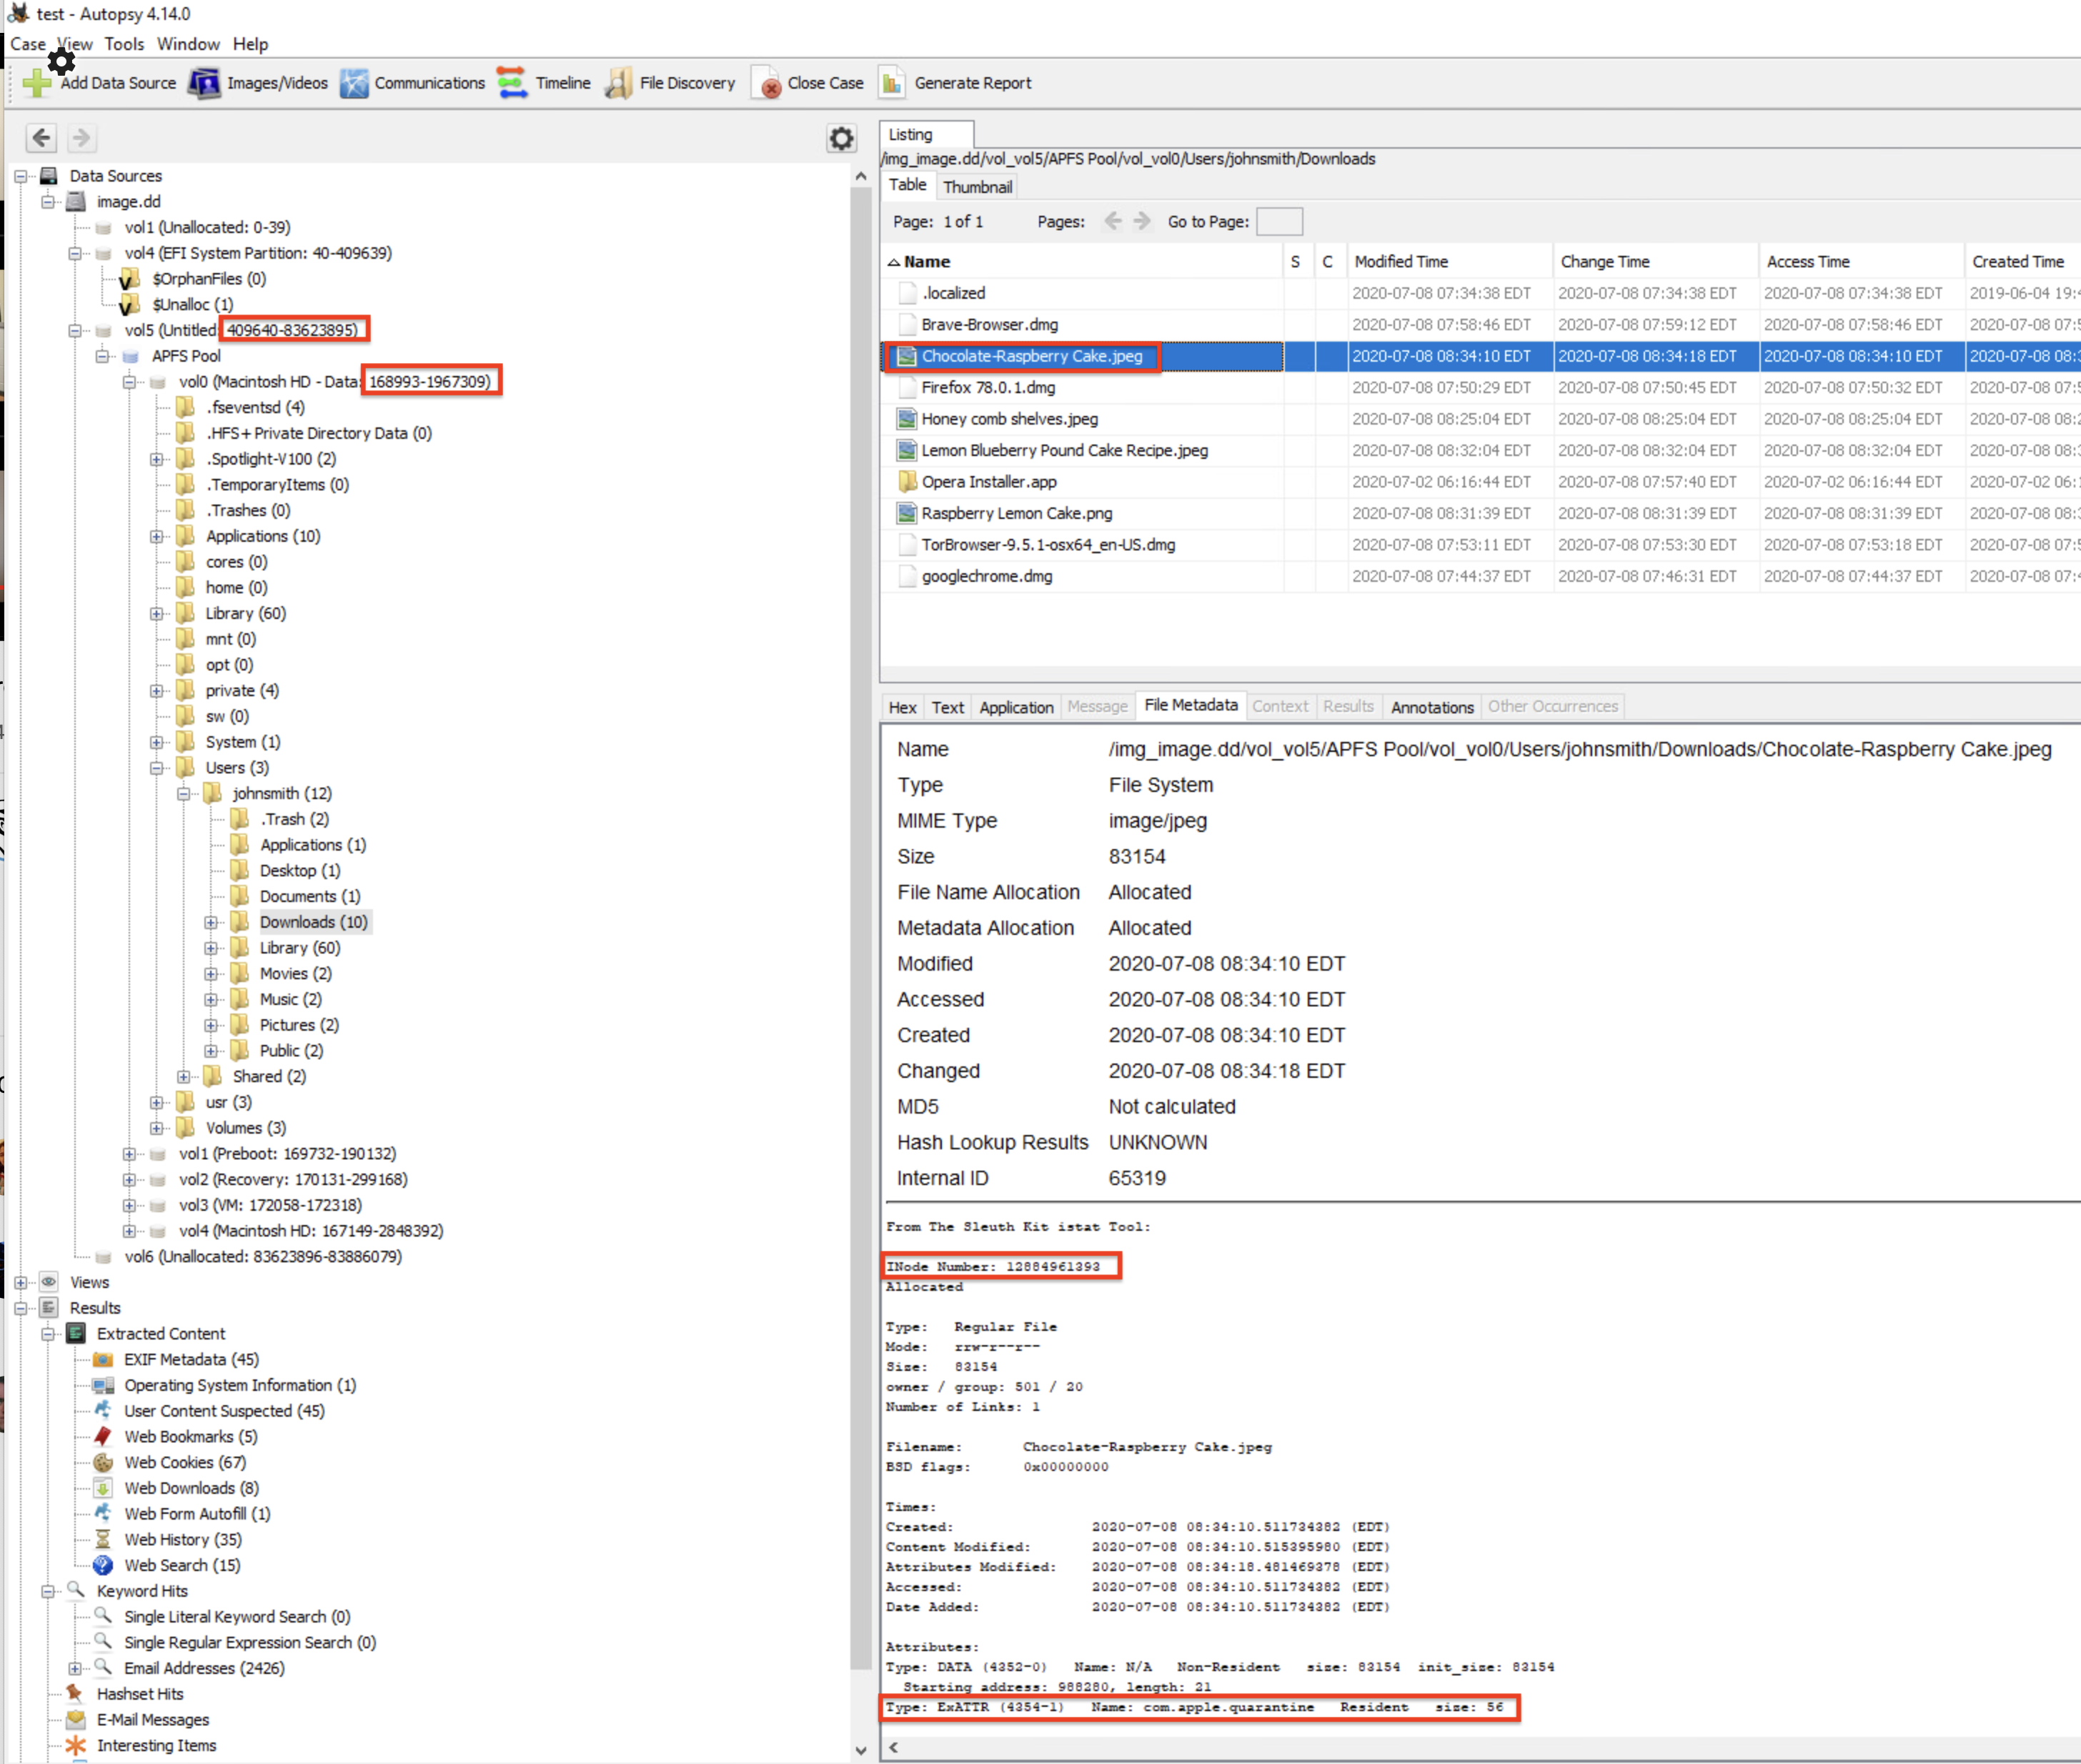 test - Autopsy 4.14.0
Case View Tools Window Help
Add Data Source Images/Videos Communications Timeline File Discovery Close Case Generate Report
Data Sources
image.dd
vol1 (Unallocated: 0-39)
vol4 (EFI System Partition: 40-409639)
$OrphanFiles (0)
$Unalloc (1)
vol5 (Untitled: 409640-83623895)
APFS Pool
vol0 (Macintosh HD - Data: 168993-1967309)
.fseventsd (4)
.HFS+ Private Directory Data (0)
.Spotlight-V100 (2)
.TemporaryItems (0)
.Trashes (0)
Applications (10)
cores (0)
home (0)
Library (60)
mnt (0)
opt (0)
private (4)
sw (0)
System (1)
Users (3)
johnsmith (12)
.Trash (2)
Applications (1)
Desktop (1)
Documents (1)
Downloads (10)
Library (60)
Movies (2)
Music (2)
Pictures (2)
Public (2)
Shared (2)
usr (3)
Volumes (3)
vol1 (Preboot: 169732-190132)
vol2 (Recovery: 170131-299168)
vol3 (VM: 172058-172318)
vol4 (Macintosh HD: 167149-2848392)
vol6 (Unallocated: 83623896-83886079)
Views
Results
Extracted Content
EXIF Metadata (45)
Operating System Information (1)
User Content Suspected (45)
Web Bookmarks (5)
Web Cookies (67)
Web Downloads (8)
Web Form Autofill (1)
Web History (35)
Web Search (15)
Keyword Hits
Single Literal Keyword Search (0)
Single Regular Expression Search (0)
Email Addresses (2426)
Hashset Hits
E-Mail Messages
Interesting Items
Listing
/img_image.dd/vol_vol5/APFS Pool/vol_vol0/Users/johnsmith/Downloads
Table Thumbnail
Page: 1 of 1 Pages: Go to Page:
Name S C Modified Time Change Time Access Time Created Time
.localized 2020-07-08 07:34:38 EDT 2020-07-08 07:34:38 EDT 2020-07-08 07:34:38 EDT 2019-06-04 19:
Brave-Browser.dmg 2020-07-08 07:58:46 EDT 2020-07-08 07:59:12 EDT 2020-07-08 07:58:46 EDT 2020-07-08 07:
Chocolate-Raspberry Cake.jpeg 2020-07-08 08:34:10 EDT 2020-07-08 08:34:18 EDT 2020-07-08 08:34:10 EDT 2020-07-08 08:
Firefox 78.0.1.dmg 2020-07-08 07:50:29 EDT 2020-07-08 07:50:45 EDT 2020-07-08 07:50:32 EDT 2020-07-08 07:
Honey comb shelves.jpeg 2020-07-08 08:25:04 EDT 2020-07-08 08:25:04 EDT 2020-07-08 08:25:04 EDT 2020-07-08 08:
Lemon Blueberry Pound Cake Recipe.jpeg 2020-07-08 08:32:04 EDT 2020-07-08 08:32:04 EDT 2020-07-08 08:32:04 EDT 2020-07-08 08:
Opera Installer.app 2020-07-02 06:16:44 EDT 2020-07-08 07:57:40 EDT 2020-07-02 06:16:44 EDT 2020-07-02 06:
Raspberry Lemon Cake.png 2020-07-08 08:31:39 EDT 2020-07-08 08:31:39 EDT 2020-07-08 08:31:39 EDT 2020-07-08 08:
TorBrowser-9.5.1-osx64_en-US.dmg 2020-07-08 07:53:11 EDT 2020-07-08 07:53:30 EDT 2020-07-08 07:53:18 EDT 2020-07-08 07:
googlechrome.dmg 2020-07-08 07:44:37 EDT 2020-07-08 07:46:31 EDT 2020-07-08 07:44:37 EDT 2020-07-08 07:
Hex Text Application Message File Metadata Context Results Annotations Other Occurrences
Name /img_image.dd/vol_vol5/APFS Pool/vol_vol0/Users/johnsmith/Downloads/Chocolate-Raspberry Cake.jpeg
Type File System
MIME Type image/jpeg
Size 83154
File Name Allocation Allocated
Metadata Allocation Allocated
Modified 2020-07-08 08:34:10 EDT
Accessed 2020-07-08 08:34:10 EDT
Created 2020-07-08 08:34:10 EDT
Changed 2020-07-08 08:34:18 EDT
MD5 Not calculated
Hash Lookup Results UNKNOWN
Internal ID 65319
From The Sleuth Kit istat Tool:
INode Number: 12884961393
Allocated
Type: Regular File
Mode: rrw-r--r--
Size: 83154
owner / group: 501 / 20
Number of Links: 1
Filename: Chocolate-Raspberry Cake.jpeg
BSD flags: 0x00000000
Times:
Created: 2020-07-08 08:34:10.511734382 (EDT)
Content Modified: 2020-07-08 08:34:10.515395980 (EDT)
Attributes Modified: 2020-07-08 08:34:18.481469378 (EDT)
Accessed: 2020-07-08 08:34:10.511734382 (EDT)
Date Added: 2020-07-08 08:34:10.511734382 (EDT)
Attributes:
Type: DATA (4352-0) Name: N/A Non-Resident size: 83154 init_size: 83154
Starting address: 988280, length: 21
Type: ExATTR (4354-1) Name: com.apple.quarantine Resident size: 56